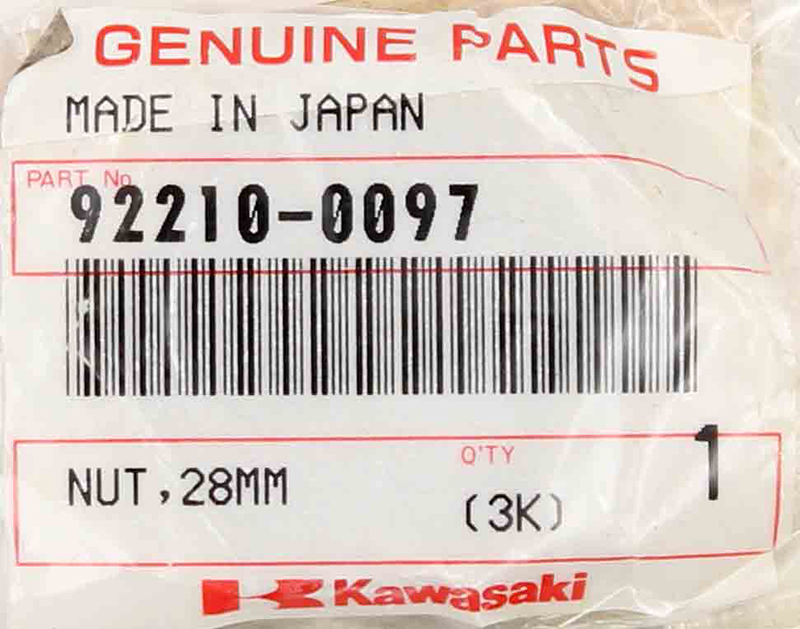 GENUINE PARTS
MADE IN JAPAN
PART No.
92210-0097
NUT,28MM
Q'TY
(3K)
1
Kawasaki